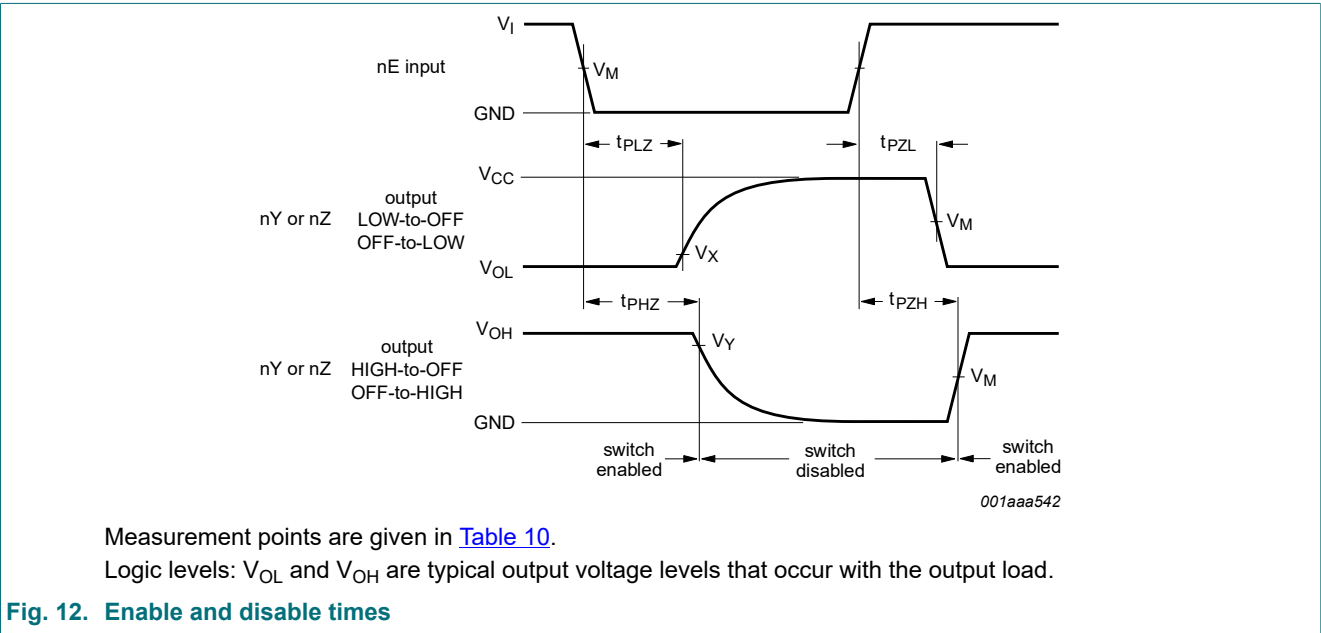 V_I
nE input
V_M
GND
t_PLZ
t_PZL
V_CC
nY or nZ
output
LOW-to-OFF
OFF-to-LOW
V_M
V_X
V_OL
t_PHZ
t_PZH
V_OH
nY or nZ
output
HIGH-to-OFF
OFF-to-HIGH
V_Y
V_M
GND
switch
enabled
switch
disabled
switch
enabled
001aaa542
Measurement points are given in Table 10.
Logic levels: V_OL and V_OH are typical output voltage levels that occur with the output load.
Fig. 12. Enable and disable times